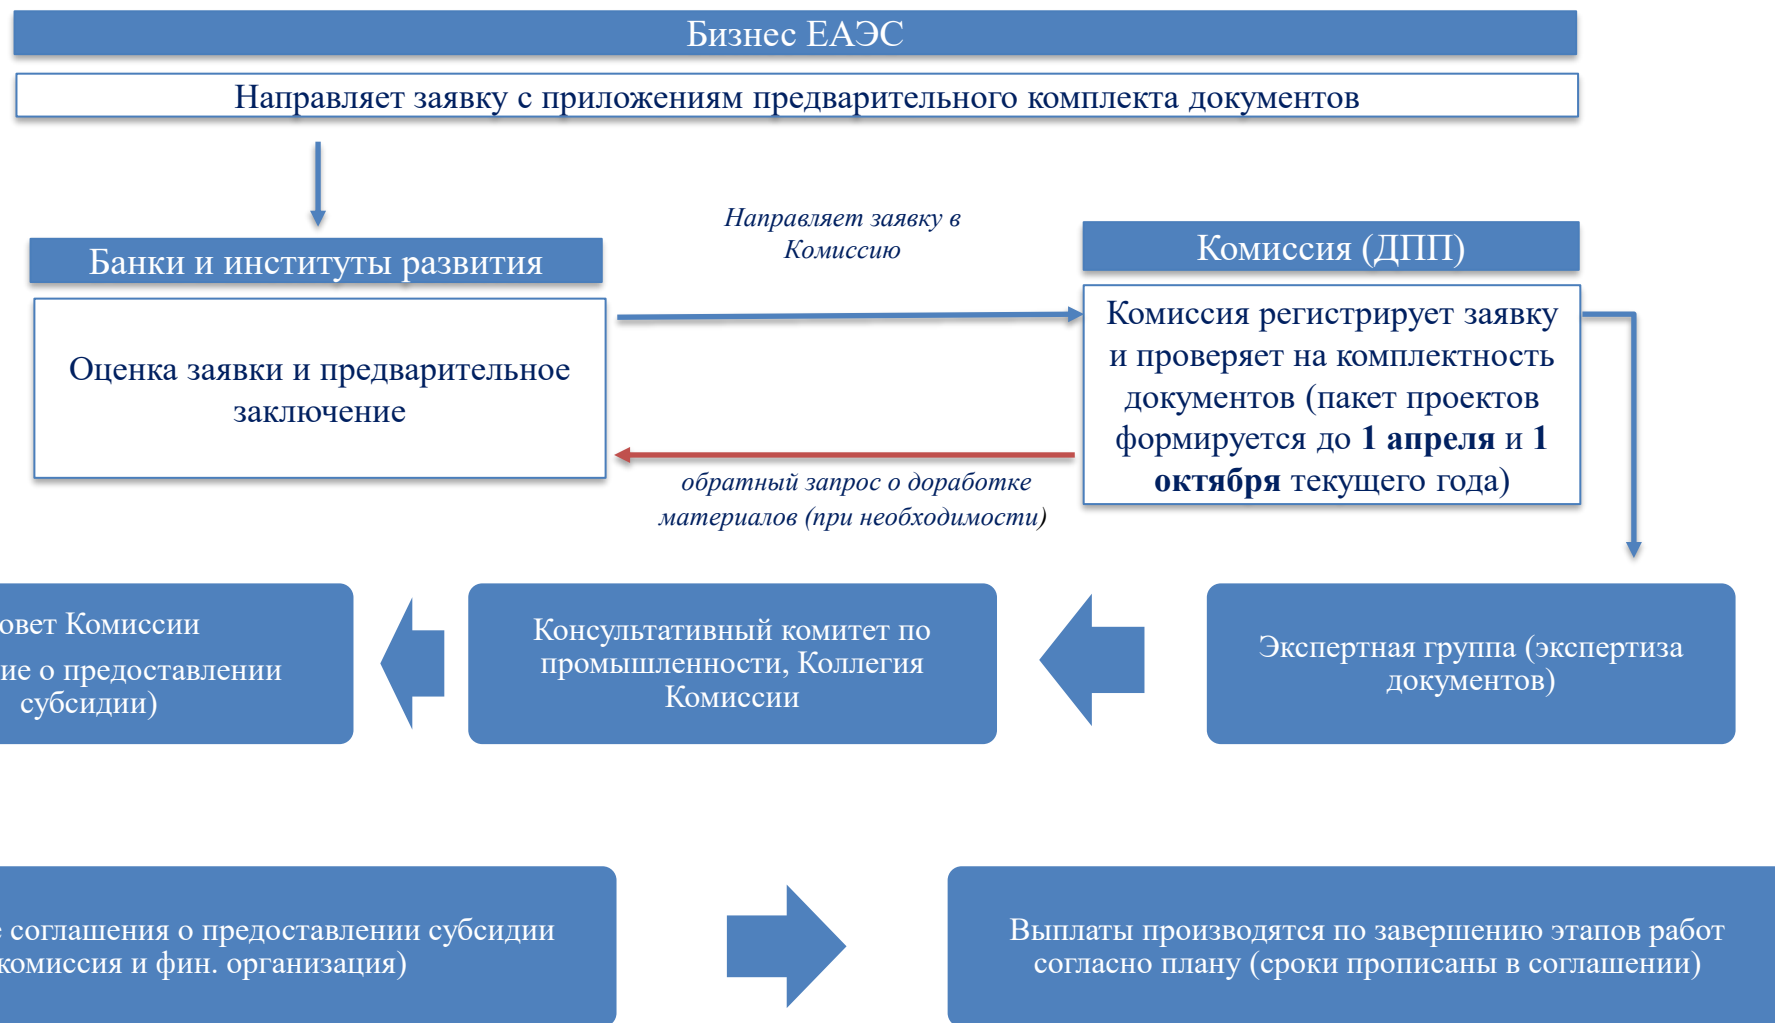 Бизнес ЕАЭС
Направляет заявку с приложениям предварительного комплекта документов
Направляет заявку в
Комиссию
Банки и институты развития
Комиссия (ДПП)
Оценка заявки и предварительное
заключение
Комиссия регистрирует заявку
и проверяет на комплектность
документов (пакет проектов
формируется до 1 апреля и 1
октября текущего года)
обратный запрос о доработке
материалов (при необходимости)
Комиссии
о предоставлении
субсидии)
Консультативный комитет по
промышленности, Коллегия
Комиссии
Экспертная группа (экспертиза
документов)
соглашения о предоставлении субсидии
комиссия и фин. организация)
Выплаты производятся по завершению этапов работ
согласно плану (сроки прописаны в соглашении)